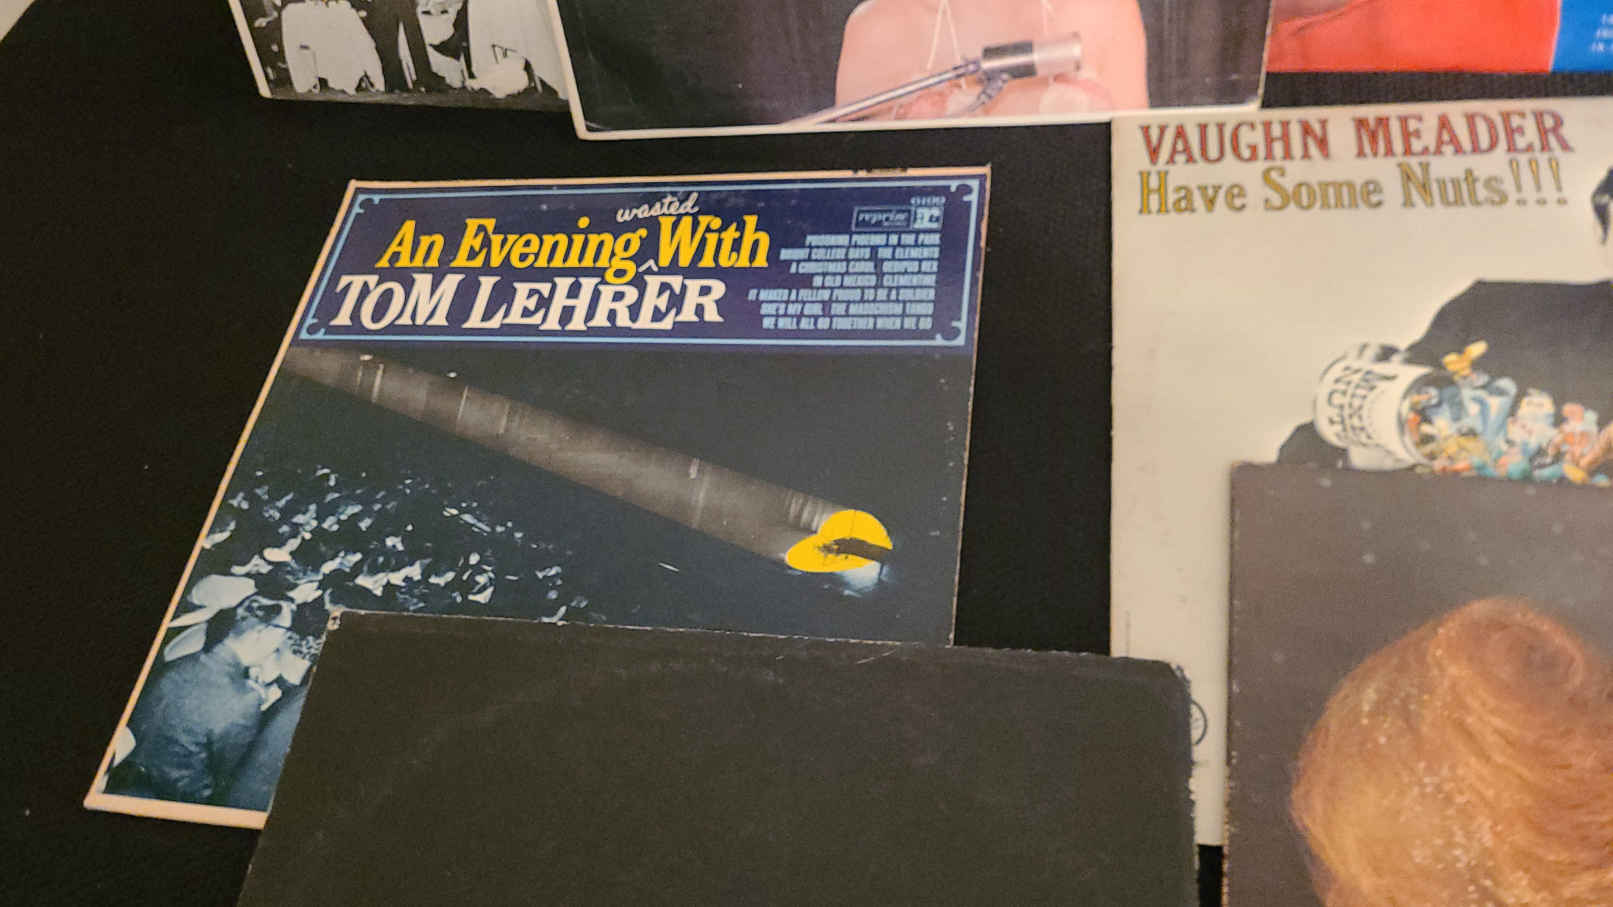 VAUGHN MEADER
Have Some Nuts!!!
wasted
An Evening With
^
TOM LEHRER
reprise
POISONING PIGEONS IN THE PARK
BRIGHT COLLEGE DAYS THE ELEMENTS
A CHRISTMAS CAROL OEDIPUS REX
IN OLD MEXICO CLEMENTINE
IT MAKES A FELLOW PROUD TO BE A SOLDIER
SHE'S MY GIRL THE MASOCHISM TANGO
WE WILL ALL GO TOGETHER WHEN WE GO
MIXED
NUTS